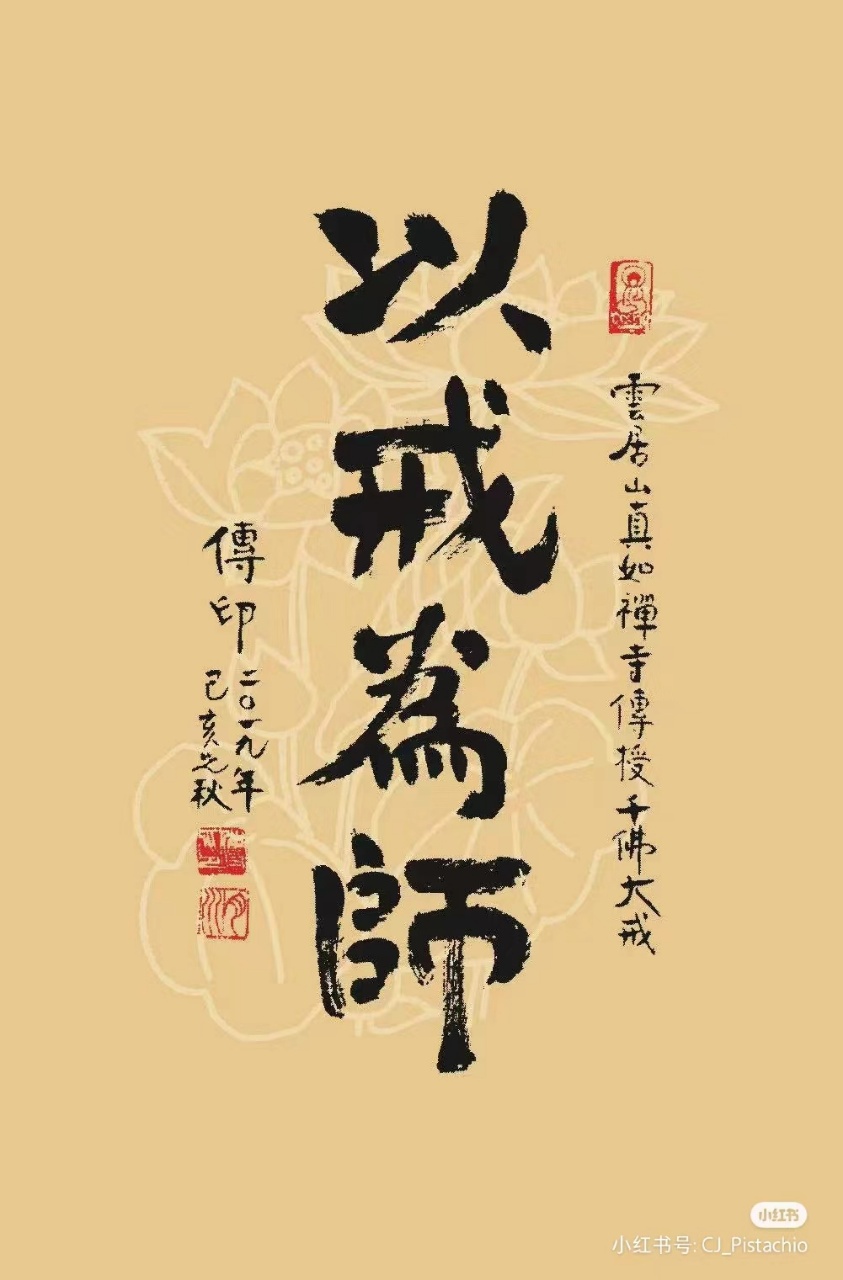 雲居山真如禪寺傳授千佛大戒
以戒為師
傳印
二〇一九年
己亥之秋
小红书
小红书号: CJ_Pistachio